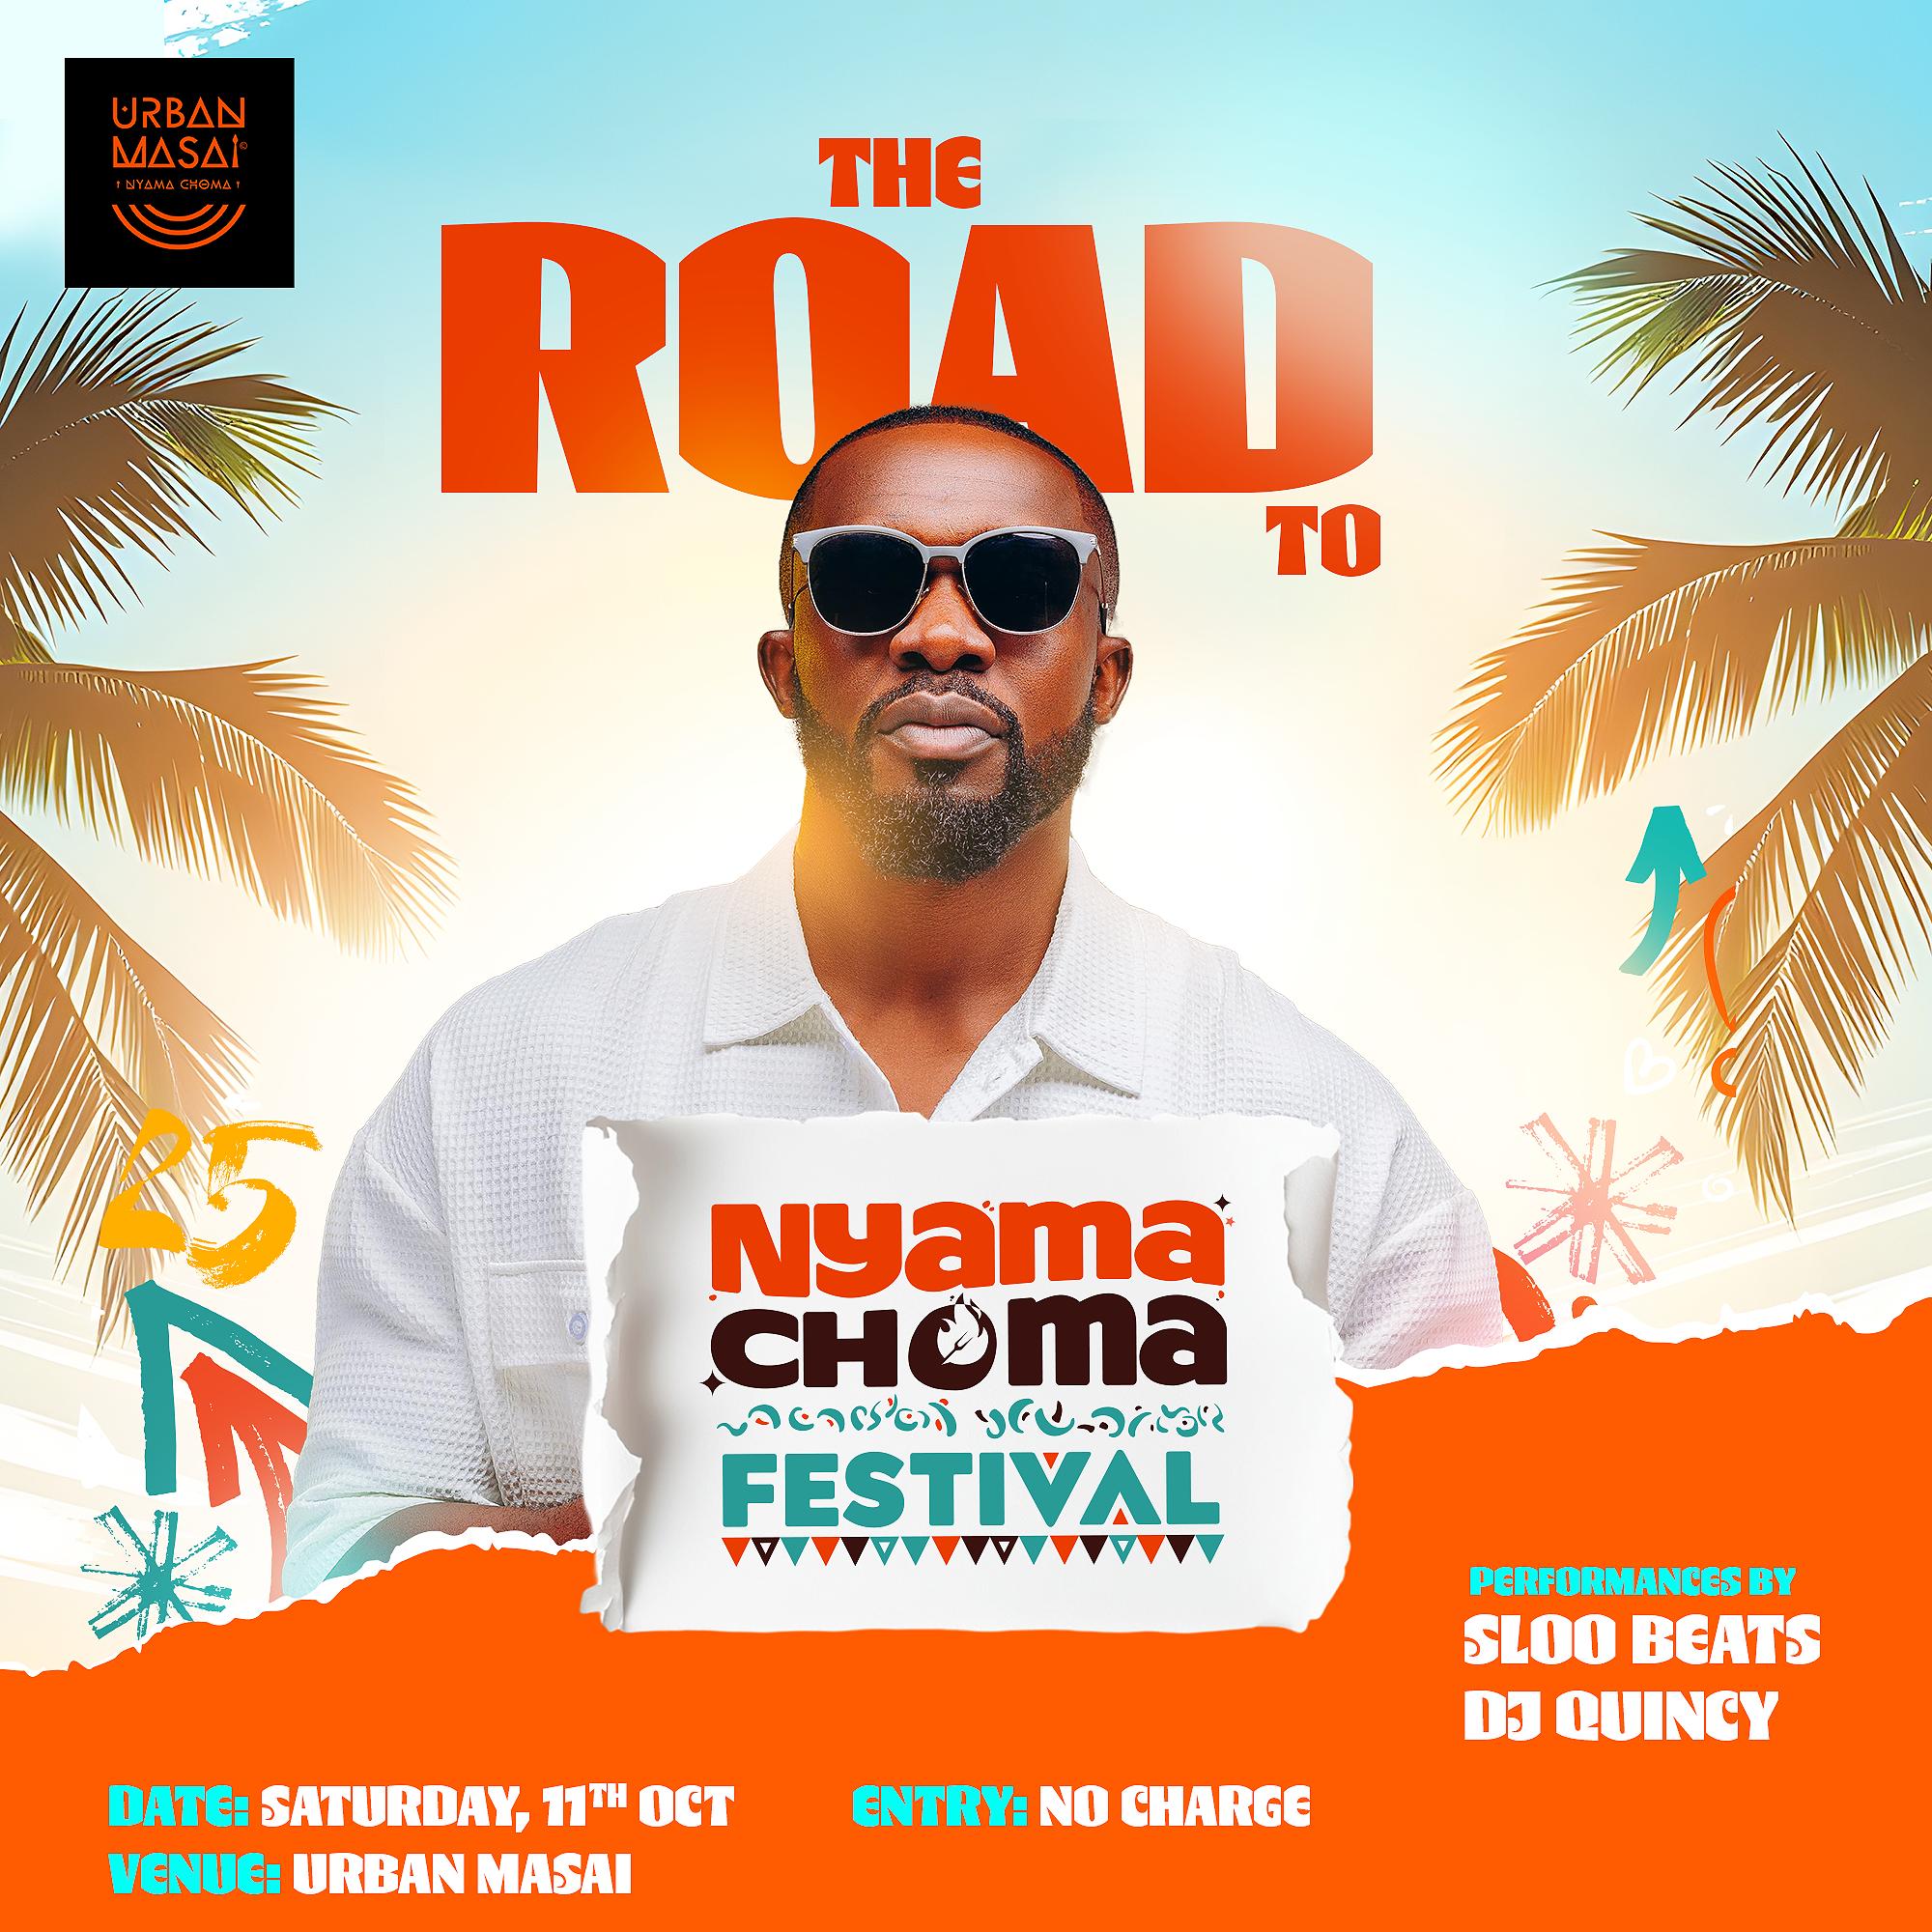 URBAN
MASAI©
NYAMA CHOMA
THE
ROAD
TO
25
Nyama
CHOma
FESTIVAL
PERFORMANCES BY
SLOO BEATS
DJ QUINCY
DATE: SATURDAY, 11TH OCT
ENTRY: NO CHARGE
VENUE: URBAN MASAI